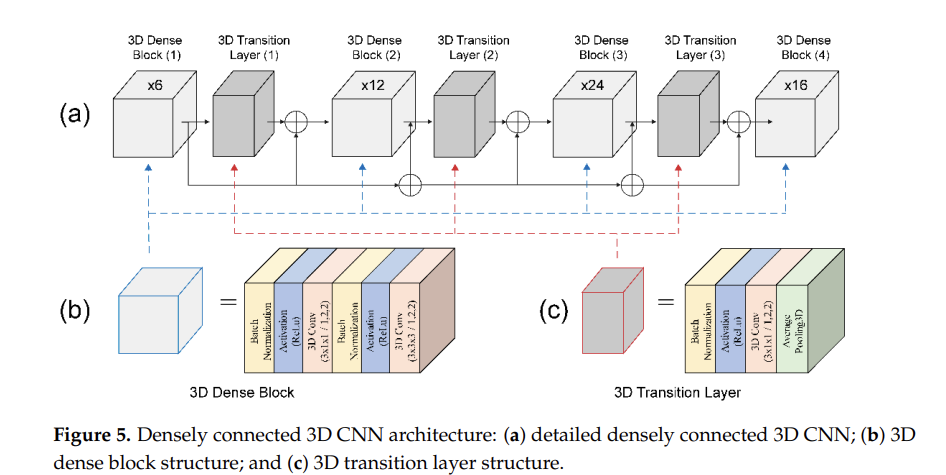 3D Dense
Block (1)
3D Transition
Layer (1)
3D Dense
Block (2)
3D Transition
Layer (2)
3D Dense
Block (3)
3D Transition
Layer (3)
3D Dense
Block (4)
x6
x12
x24
x16
(a)
(b)
=
Batch
Normalization
Activation
(ReLu)
3D Conv
(3x1x1 / 1,2,2)
Batch
Normalization
Activation
(ReLu)
3D Conv
(3x3x3 / 1,2,2)
3D Dense Block
(c)
=
Batch
Normalization
Activation
(ReLu)
3D Conv
(3x1x1 / 1,2,2)
Average
Pooling3D
3D Transition Layer
Figure 5. Densely connected 3D CNN architecture: (a) detailed densely connected 3D CNN; (b) 3D
dense block structure; and (c) 3D transition layer structure.